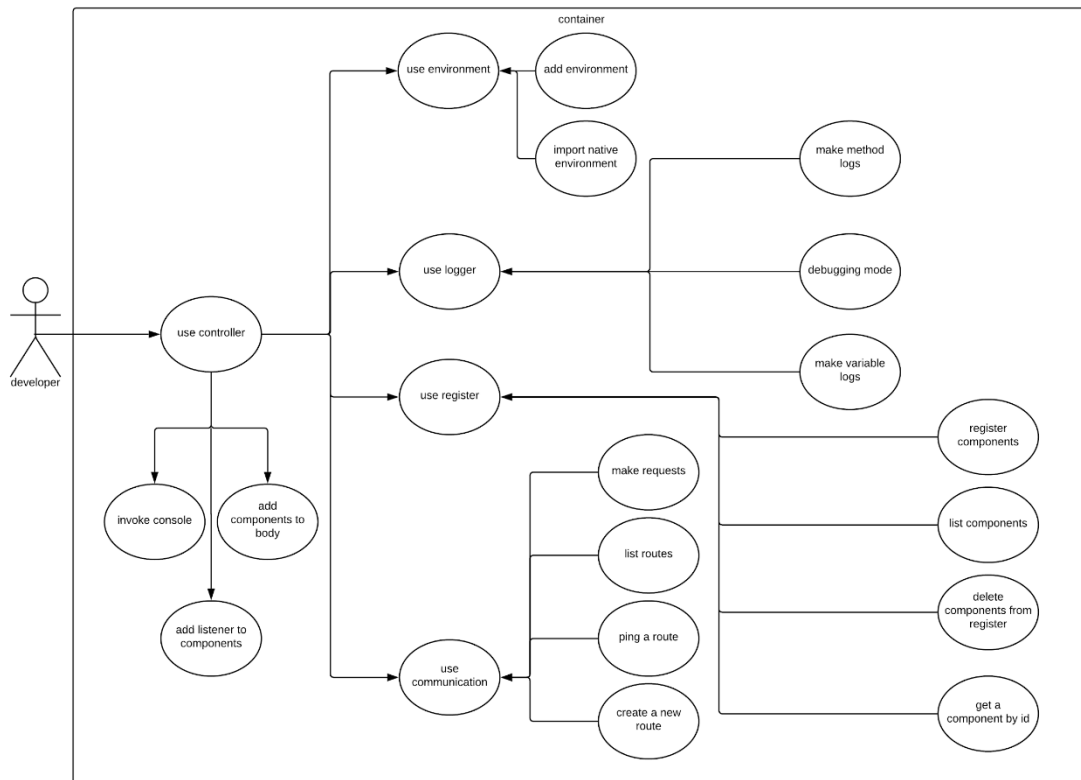 container
use environment
add environment
import native
environment
make method
logs
use logger
debugging mode
use controller
developer
make variable
logs
use register
register
components
make requests
invoke console
add
components to
body
list components
list routes
delete
components from
register
add listener to
components
ping a route
use
communication
create a new
route
get a
component by id